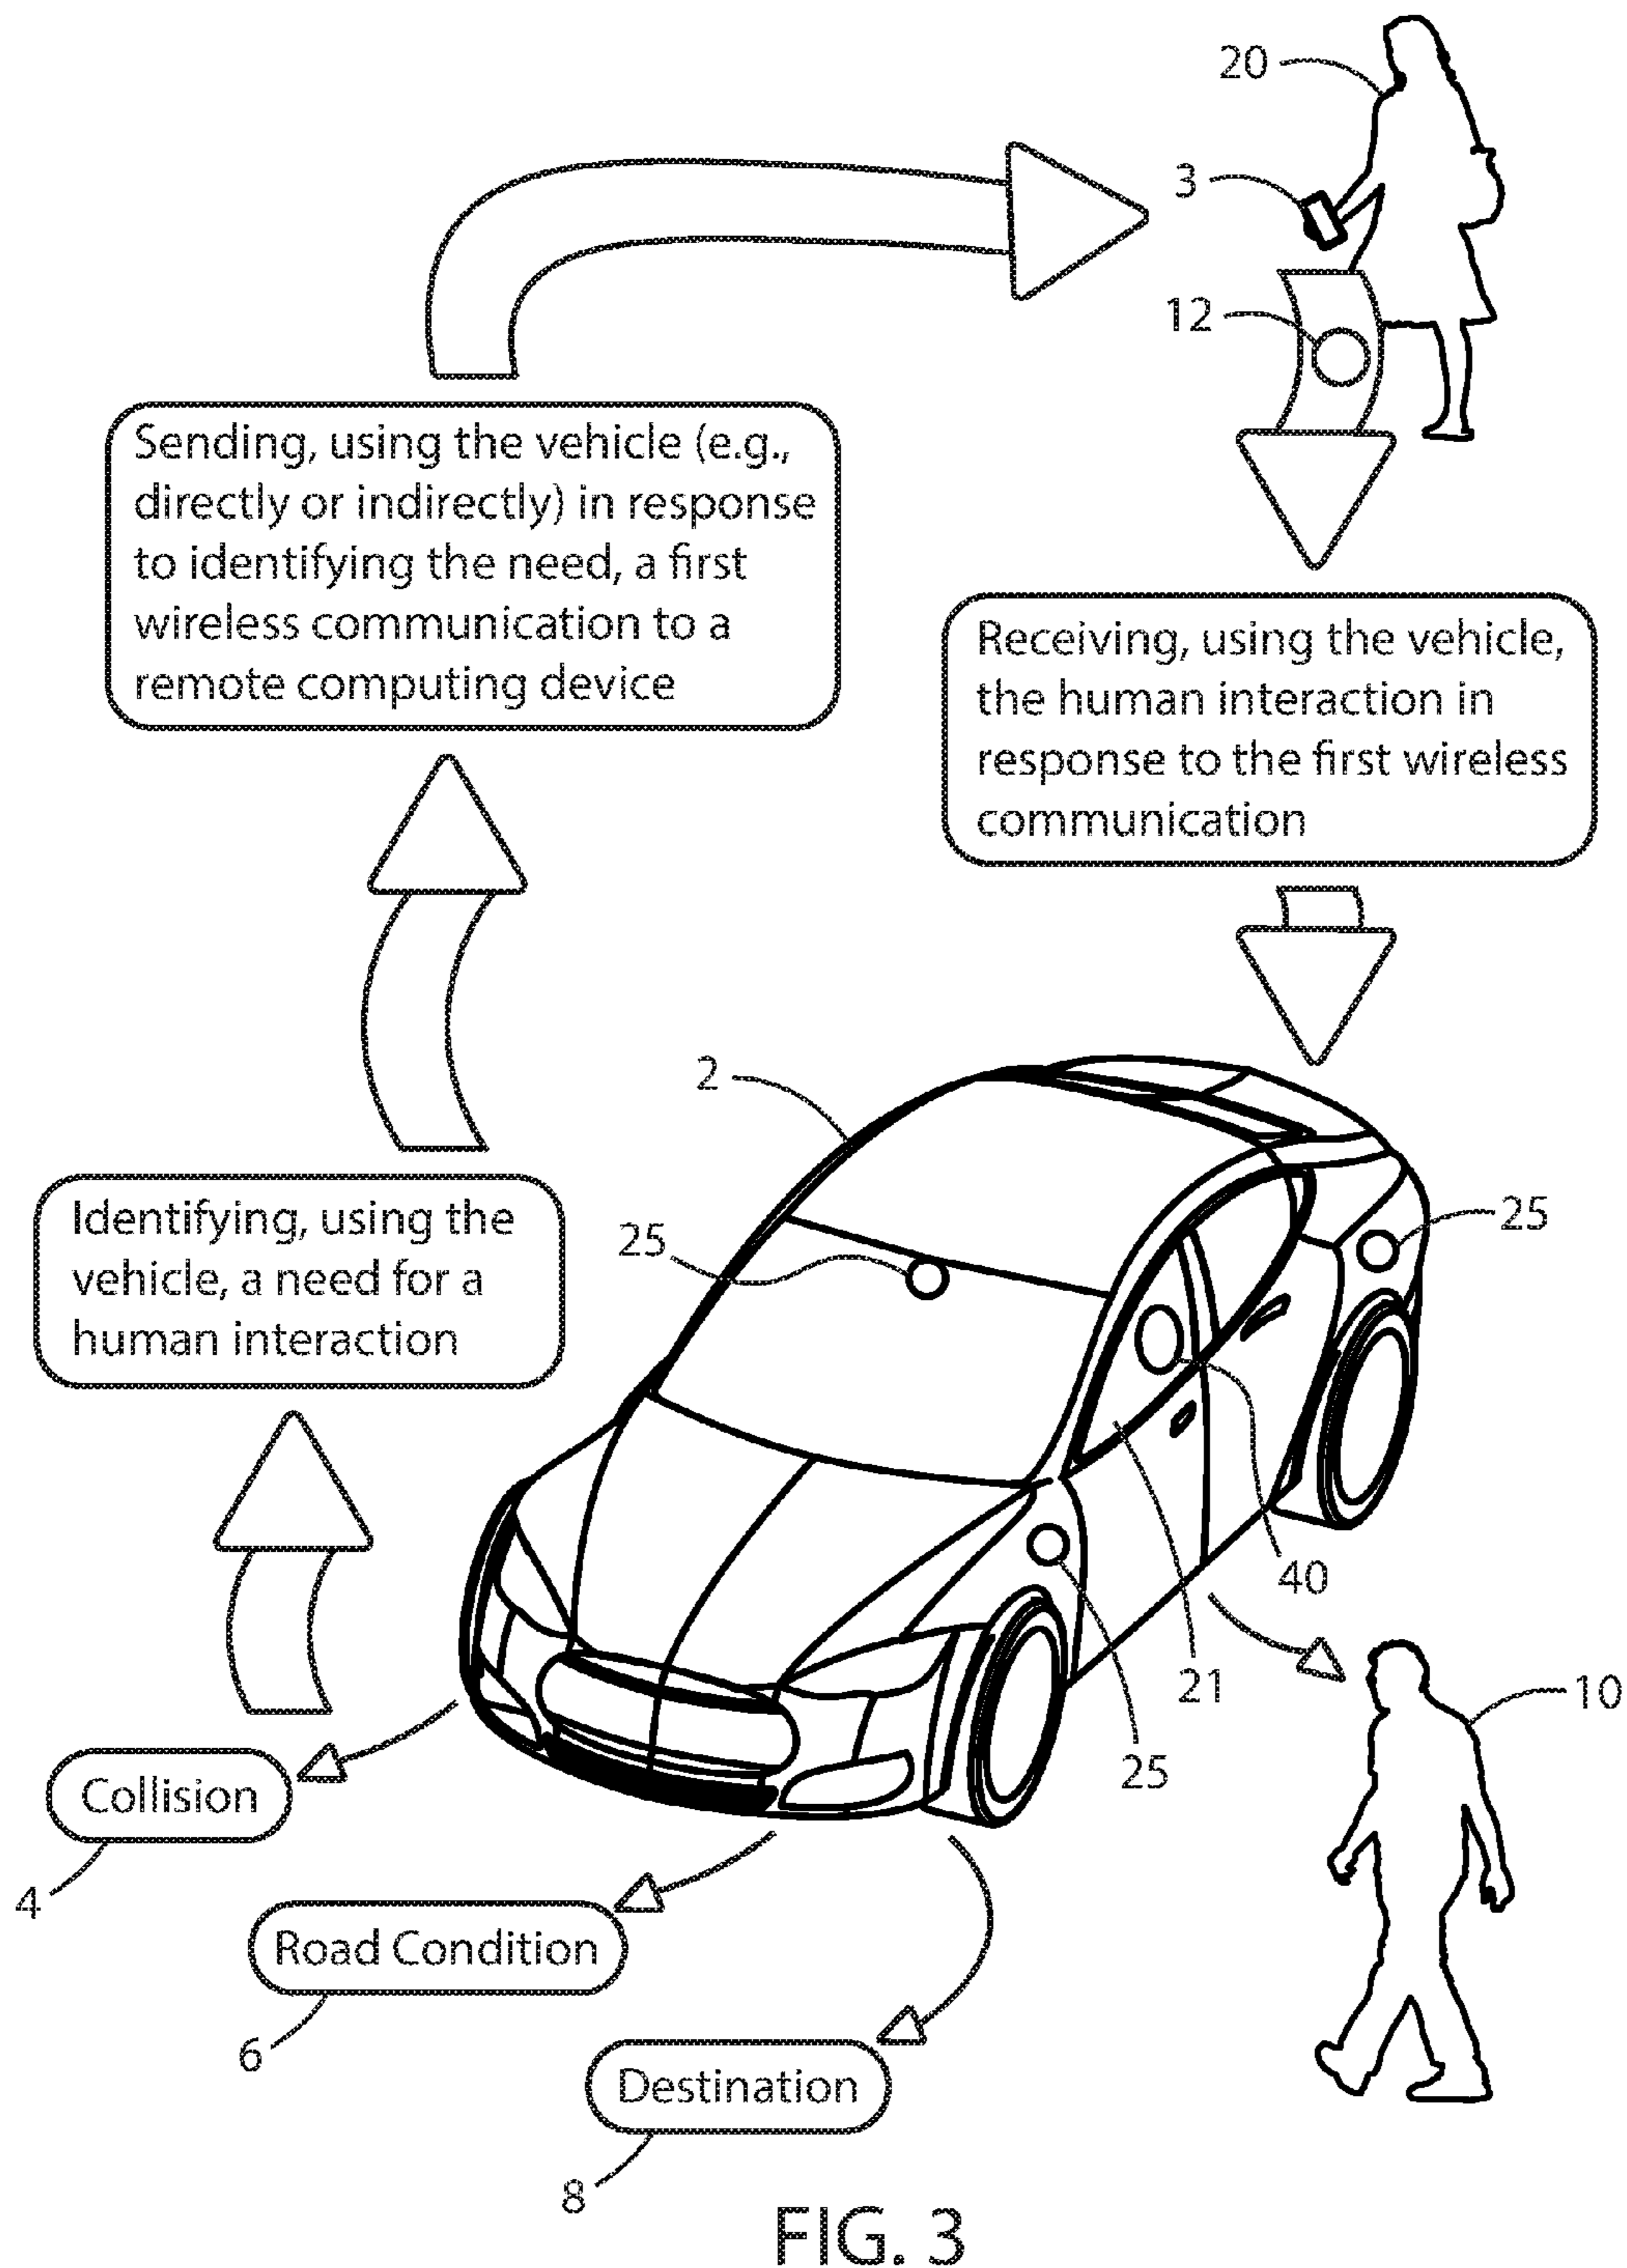 20
3
12
Sending, using the vehicle (e.g.,
directly or indirectly) in response
to identifying the need, a first
wireless communication to a
remote computing device
Receiving, using the vehicle,
the human interaction in
response to the first wireless
communication
2
25
25
Identifying, using the
vehicle, a need for a
human interaction
40
21
10
25
Collision
4
Road Condition
6
Destination
8
FIG. 3